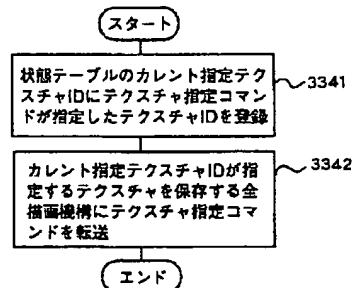 スタート
状態テーブルのカレント指定テク
スチャIDにテクスチャ指定コマン
ドが指定したテクスチャIDを登録
3341
カレント指定テクスチャIDが指
定するテクスチャを保存する全
描画機構にテクスチャ指定コマ
ンドを転送
3342
エンド